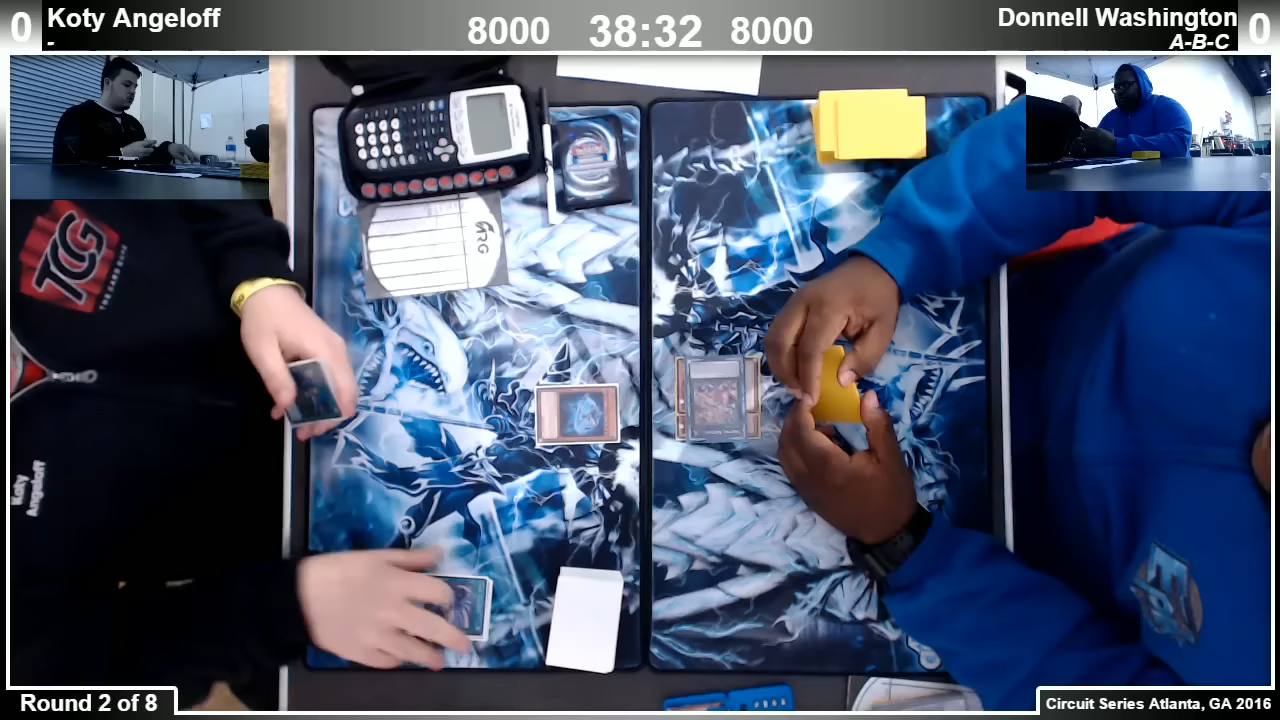 0
Koty Angeloff
-
8000
38:32
8000
Donnell Washington
A-B-C
0
TCG
ARG
Koty
Angeloff
Round 2 of 8
Circuit Series Atlanta, GA 2016